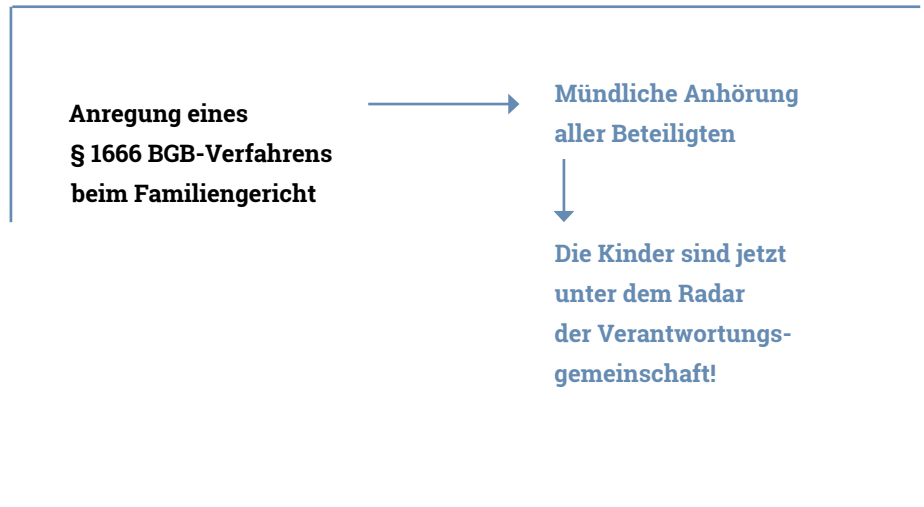 Anregung eines
§ 1666 BGB-Verfahrens
beim Familiengericht
Mündliche Anhörung
aller Beteiligten
Die Kinder sind jetzt
unter dem Radar
der Verantwortungs-
gemeinschaft!